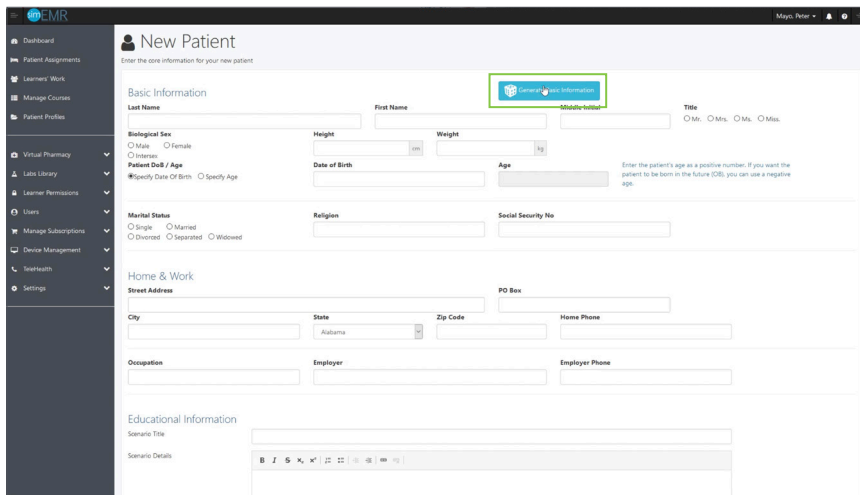 simEMR
Mayo, Peter
Dashboard
Patient Assignments
Learners' Work
Manage Courses
Patient Profiles
Virtual Pharmacy
Labs Library
Learner Permissions
Users
Manage Subscriptions
Device Management
TeleHealth
Settings
New Patient
Enter the core information for your new patient
Basic Information
General Basic Information
Last Name First Name Middle Initial Title
Mr. Mrs. Ms. Miss.
Biological Sex Height Weight
Male Female
cm kg
Intersex
Patient DoB / Age Date of Birth Age
Specify Date Of Birth Specify Age
Enter the patient's age as a positive number. If you want the
patient to be born in the future (OB), you can use a negative
age.
Marital Status Religion Social Security No
Single Married
Divorced Separated Widowed
Home & Work
Street Address PO Box
City State Zip Code Home Phone
Alabama
Occupation Employer Employer Phone
Educational Information
Scenario Title
Scenario Details
B I S x₂ x²